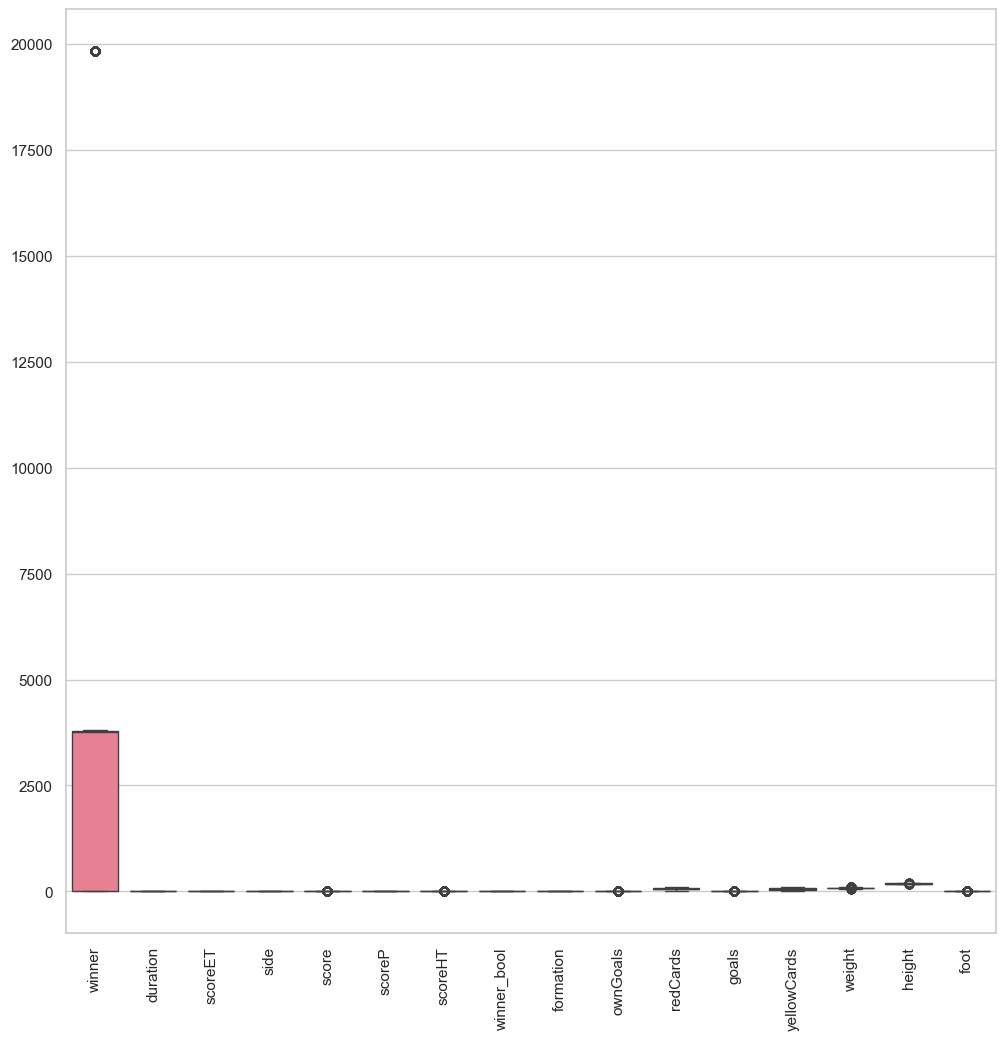 20000
17500
15000
12500
10000
7500
5000
2500
0
winner
duration
scoreET
side
score
scoreP
scoreHT
winner_bool
formation
ownGoals
redCards
goals
yellowCards
weight
height
foot